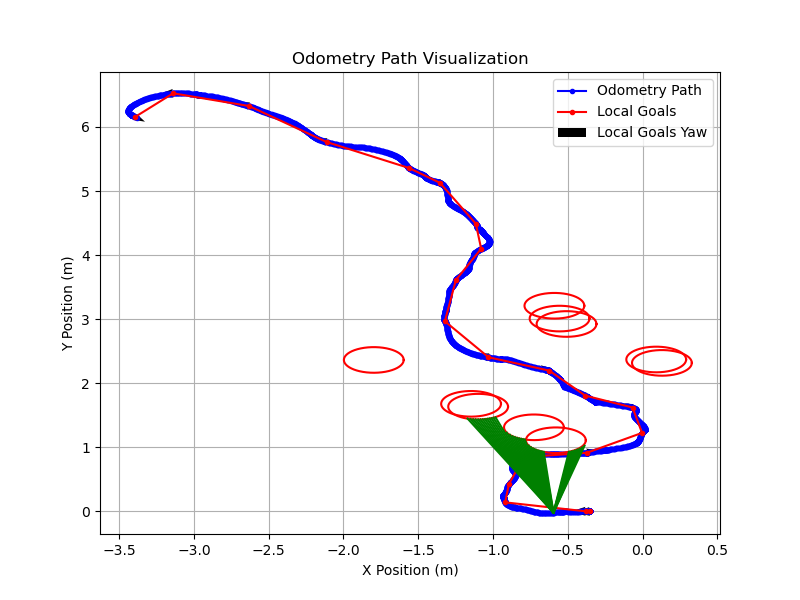 Odometry Path Visualization
Odometry Path
Local Goals
Local Goals Yaw
Y Position (m)
6
5
4
3
2
1
0
−3.5 −3.0 −2.5 −2.0 −1.5 −1.0 −0.5 0.0 0.5
X Position (m)